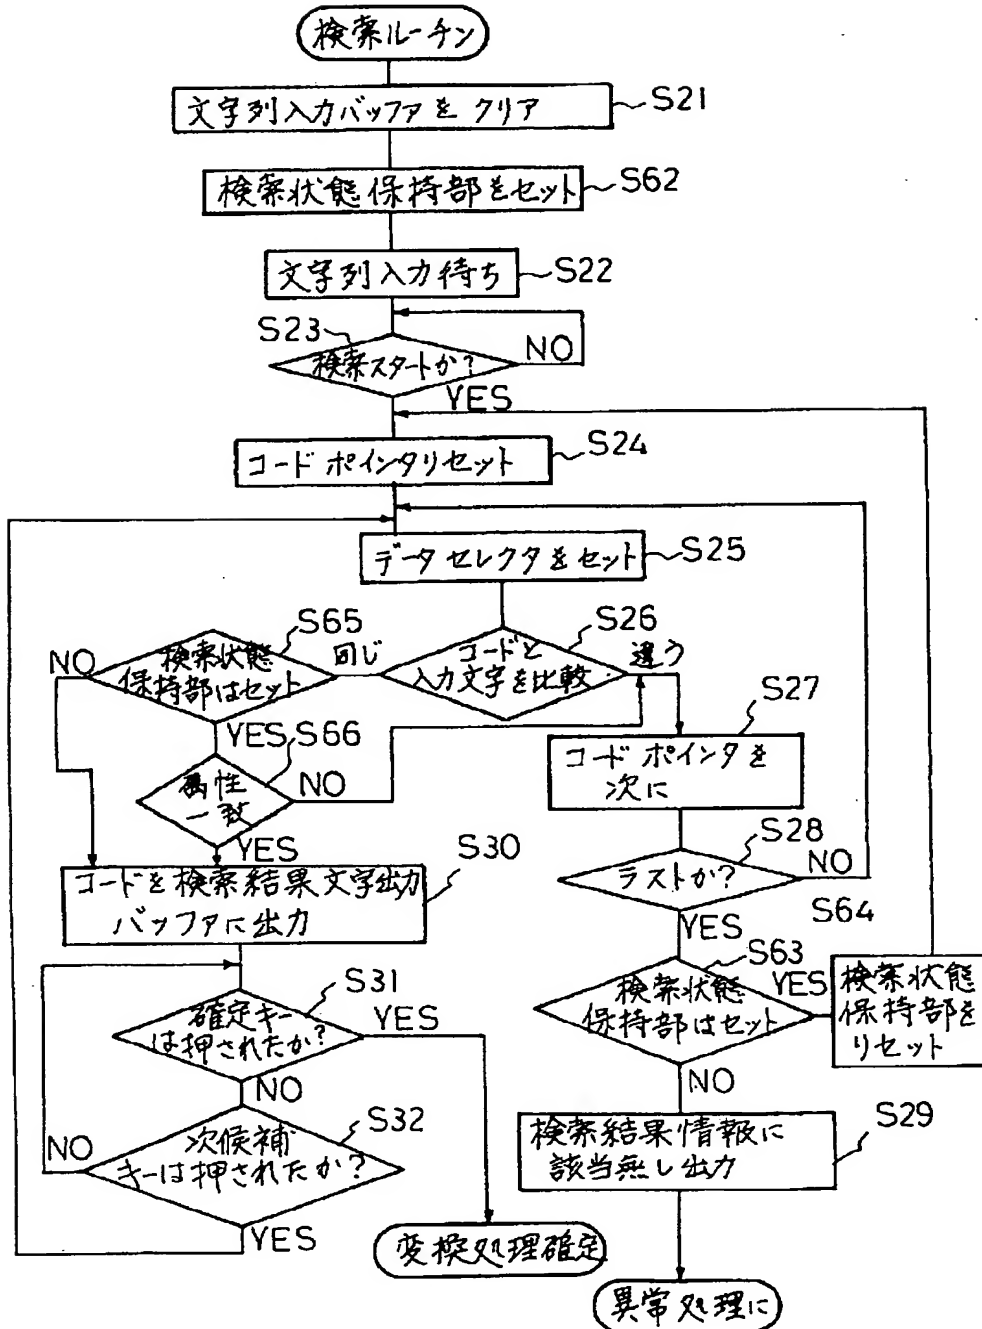 検索ルーチン
文字列入力バッファをクリア
S21
検索状態保持部をセット
S62
文字列入力待ち
S22
S23
検索スタートか?
NO
YES
コードポインタリセット
S24
データセレクタをセット
S25
S65
検索状態
保持部はセット
NO
YES
同じ
S26
コードと
入力文字を比較
違う
S66
属性
一致
NO
YES
S27
コードポインタを
次に
S28
ラストか?
NO
YES
S30
コードを検索結果文字出力
バッファに出力
S64
検索状態
保持部を
リセット
S63
検索状態
保持部はセット
YES
NO
S31
確定キー
は押されたか?
YES
NO
S32
次候補
キーは押されたか?
NO
YES
S29
検索結果情報に
該当無し出力
変換処理確定
異常処理に